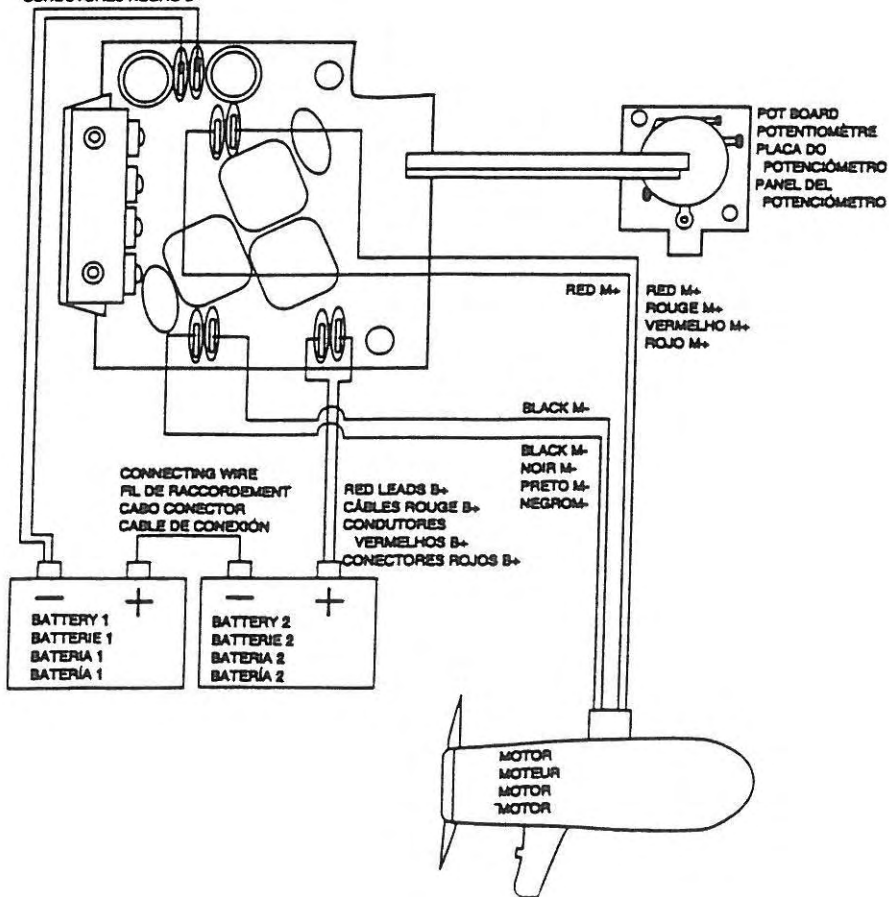 POT BOARD
POTENTIOMÈTRE
PLACA DO
POTENCIÓMETRO
PANEL DEL
POTENCIÓMETRO
RED M+
RED M+
ROUGE M+
VERMELHO M+
ROJO M+
BLACK M-
BLACK M-
NOIR M-
PRETO M-
NEGROM-
CONNECTING WIRE
FIL DE RACCORDEMENT
CABO CONECTOR
CABLE DE CONEXIÓN
RED LEADS B+
CÂBLES ROUGE B+
CONDUTORES
VERMELHOS B+
CONECTORES ROJOS B+
− +
BATTERY 1
BATTERIE 1
BATERIA 1
BATERÍA 1
− +
BATTERY 2
BATTERIE 2
BATERIA 2
BATERÍA 2
MOTOR
MOTEUR
MOTOR
MOTOR